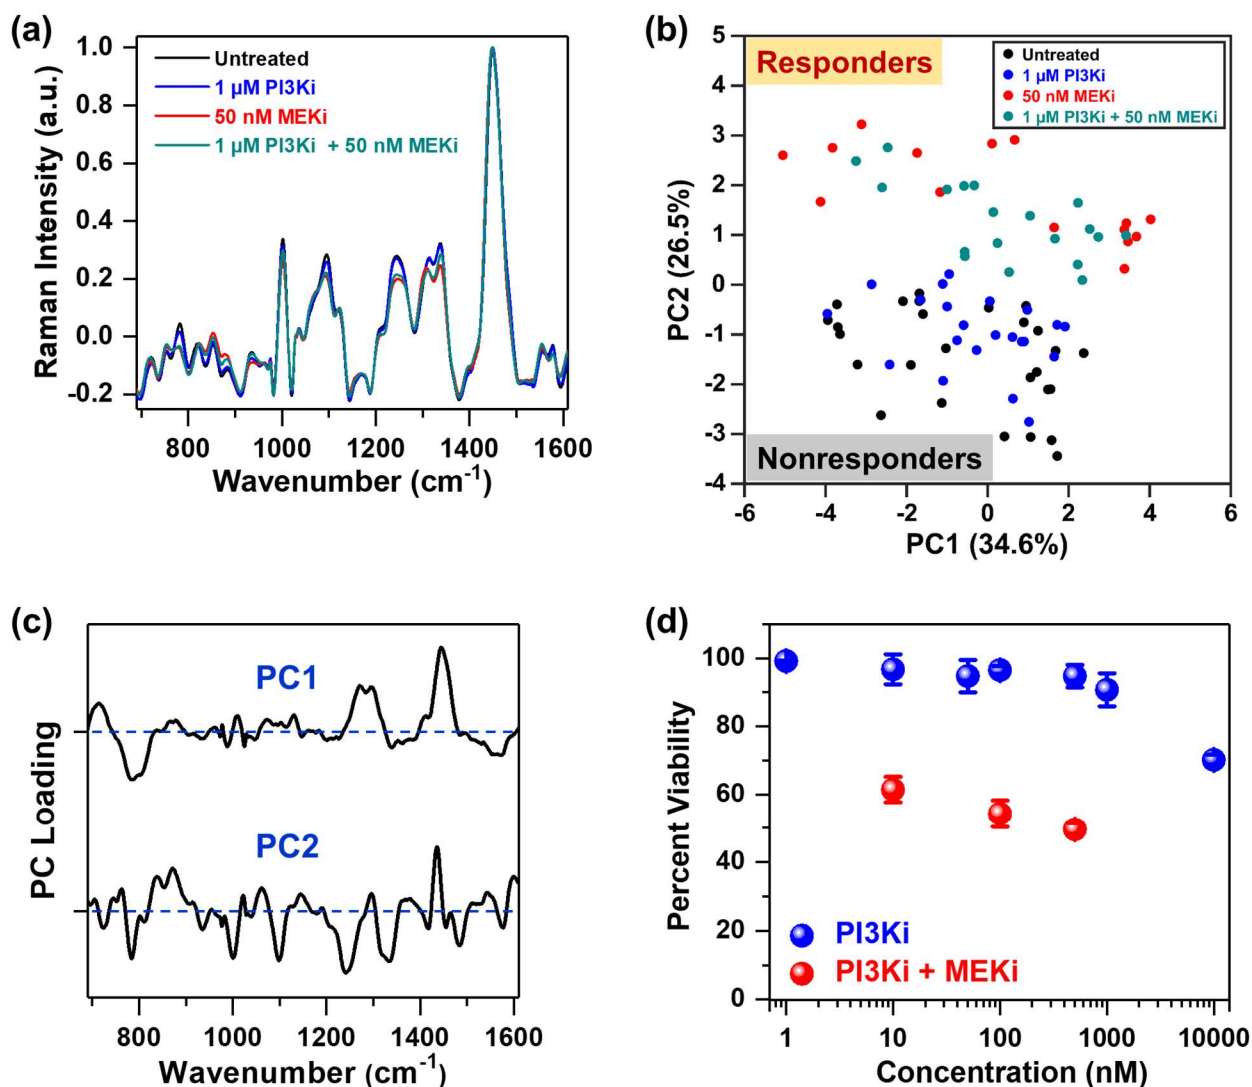 (a)
Untreated
1 µM PI3Ki
50 nM MEKi
1 µM PI3Ki + 50 nM MEKi
Raman Intensity (a.u.)
1.0
0.8
0.6
0.4
0.2
0.0
-0.2
800 1000 1200 1400 1600
Wavenumber (cm-1)
(b)
Responders
Untreated
1 µM PI3Ki
50 nM MEKi
1 µM PI3Ki + 50 nM MEKi
PC2 (26.5%)
5
4
3
2
1
0
-1
-2
-3
-4
Nonresponders
-6 -4 -2 0 2 4 6
PC1 (34.6%)
(c)
PC1
PC2
PC Loading
800 1000 1200 1400 1600
Wavenumber (cm-1)
(d)
Percent Viability
100
80
60
40
20
0
PI3Ki
PI3Ki + MEKi
1 10 100 1000 10000
Concentration (nM)